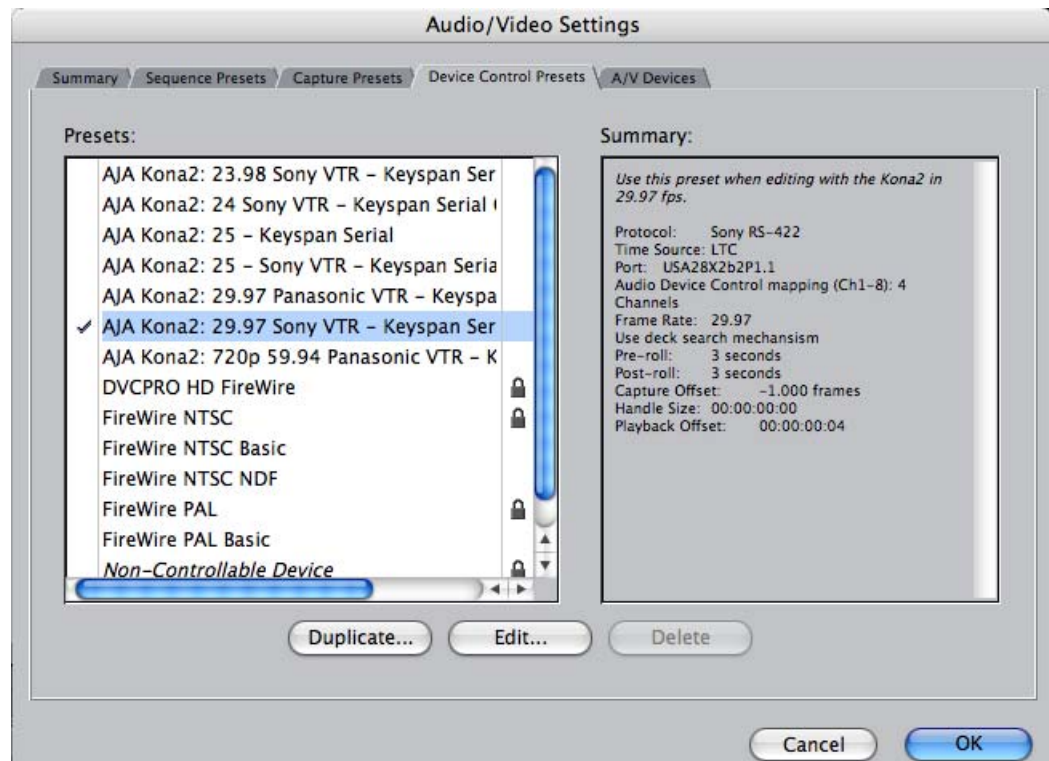 Audio/Video Settings
Summary
Sequence Presets
Capture Presets
Device Control Presets
A/V Devices
Presets:
AJA Kona2: 23.98 Sony VTR – Keyspan Ser
AJA Kona2: 24 Sony VTR – Keyspan Serial
AJA Kona2: 25 – Keyspan Serial
AJA Kona2: 25 – Sony VTR – Keyspan Seria
AJA Kona2: 29.97 Panasonic VTR – Keyspa
AJA Kona2: 29.97 Sony VTR – Keyspan Ser
AJA Kona2: 720p 59.94 Panasonic VTR – K
DVCPRO HD FireWire
FireWire NTSC
FireWire NTSC Basic
FireWire NTSC NDF
FireWire PAL
FireWire PAL Basic
Non-Controllable Device
Summary:
Use this preset when editing with the Kona2 in
29.97 fps.
Protocol: Sony RS-422
Time Source: LTC
Port: USA28X2b2P1.1
Audio Device Control mapping (Ch1-8): 4
Channels
Frame Rate: 29.97
Use deck search mechansism
Pre-roll: 3 seconds
Post-roll: 3 seconds
Capture Offset: -1.000 frames
Handle Size: 00:00:00:00
Playback Offset: 00:00:00:04
Duplicate...
Edit...
Delete
Cancel
OK